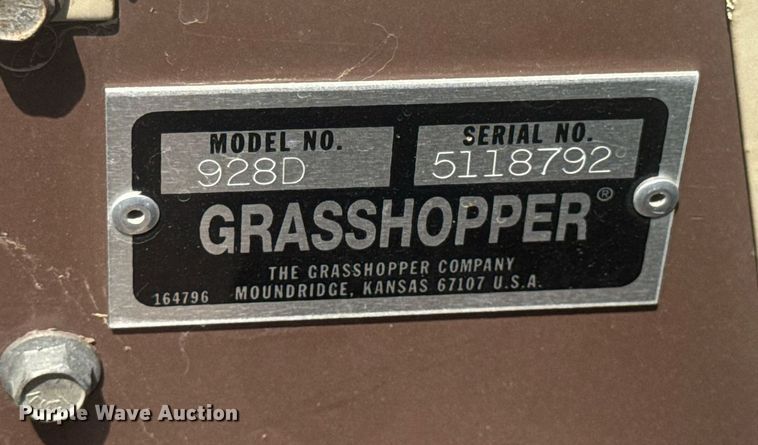 MODEL NO. SERIAL NO.
928D 5118792
GRASSHOPPER®
THE GRASSHOPPER COMPANY
164796 MOUNDRIDGE, KANSAS 67107 U.S.A.
Purple Wave Auction